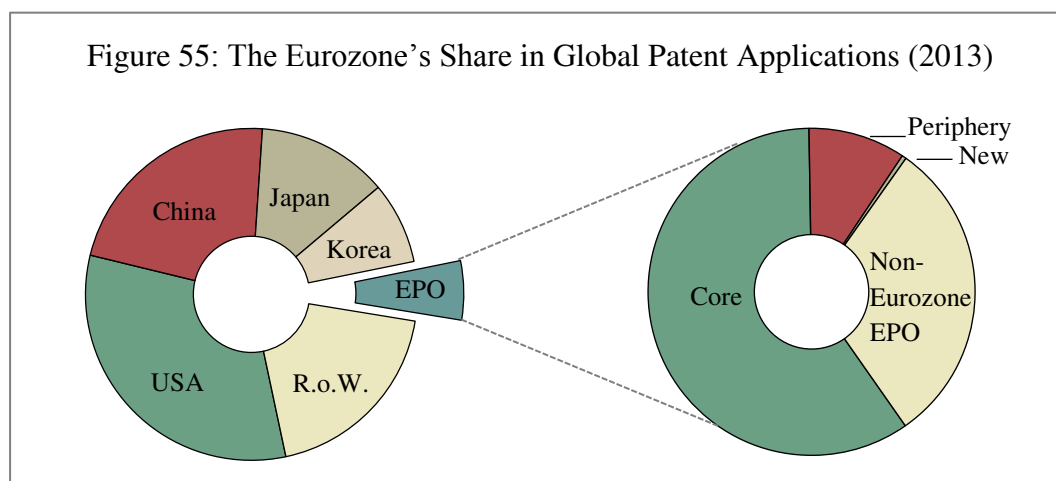 Figure 55: The Eurozone’s Share in Global Patent Applications (2013)
China
Japan
Korea
EPO
USA
R.o.W.
Periphery
New
Core
Non-
Eurozone
EPO